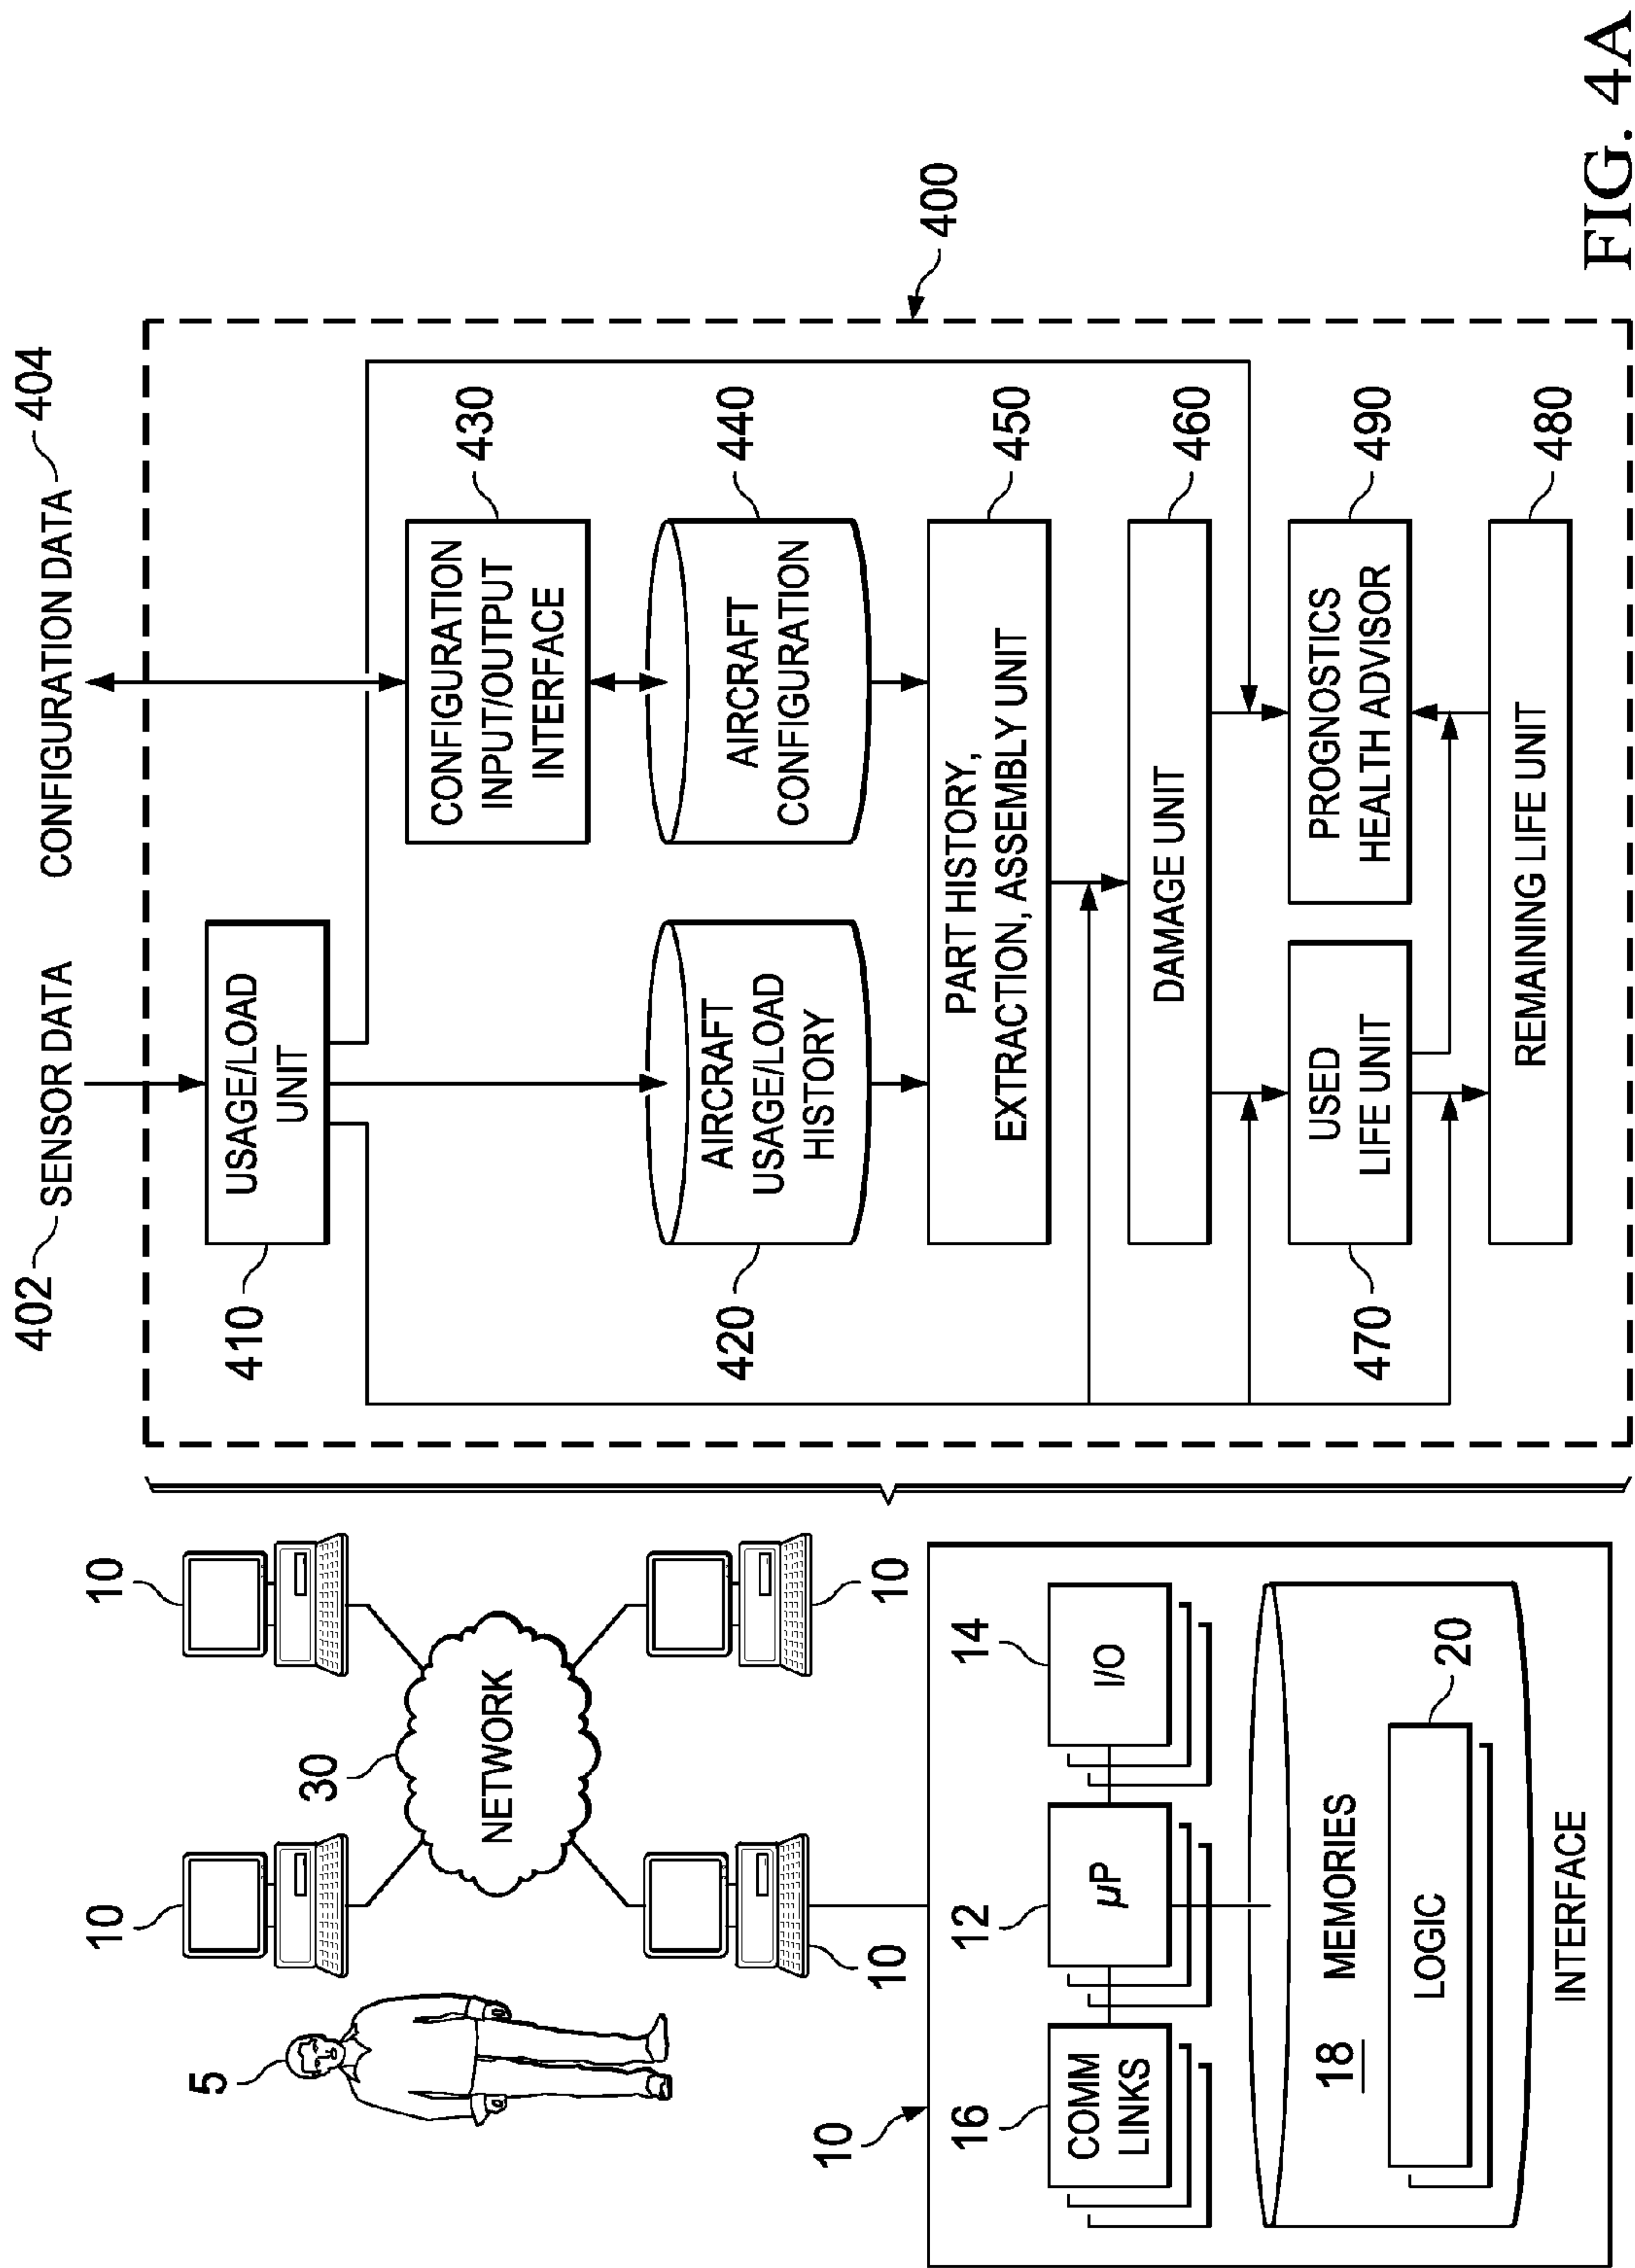 5
10
10
30
NETWORK
10
10
10
16
COMM
LINKS
12
µP
14
I/O
18
MEMORIES
LOGIC
20
INTERFACE
402
SENSOR DATA
CONFIGURATION DATA
404
410
USAGE/LOAD
UNIT
400
CONFIGURATION
INPUT/OUTPUT
INTERFACE
430
420
AIRCRAFT
USAGE/LOAD
HISTORY
AIRCRAFT
CONFIGURATION
440
PART HISTORY,
EXTRACTION, ASSEMBLY UNIT
450
DAMAGE UNIT
460
470
USED
LIFE UNIT
PROGNOSTICS
HEALTH ADVISOR
490
REMAINING LIFE UNIT
480
FIG. 4A